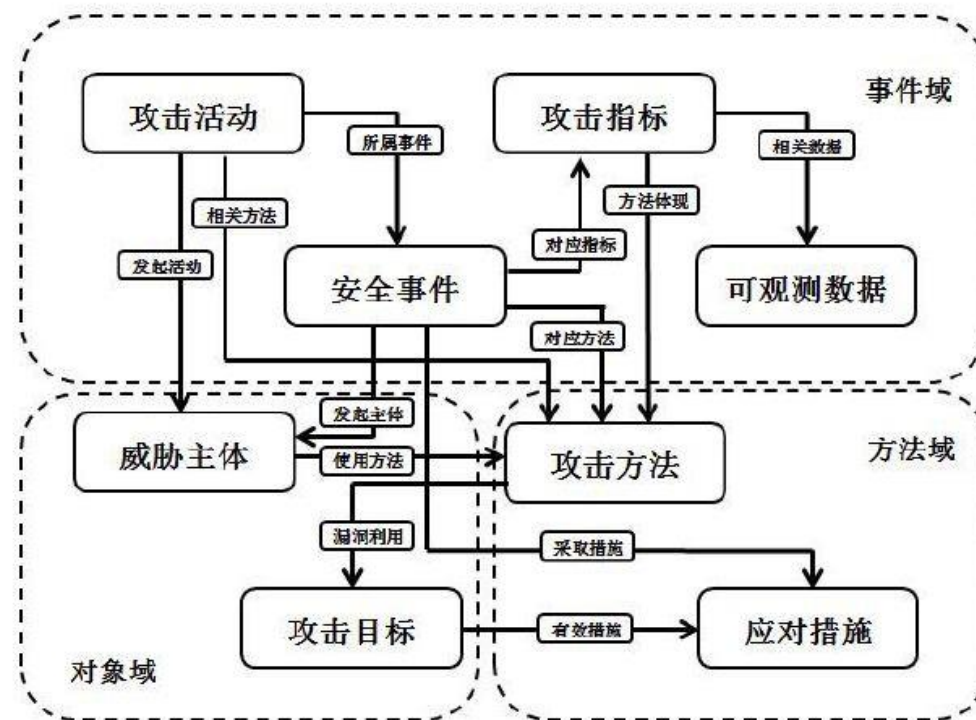 事件域
攻击活动
攻击指标
所属事件
相关数据
相关方法
方法体现
发起活动
对应指标
安全事件
可观测数据
对应方法
发起主体
威胁主体
使用方法
攻击方法
方法域
漏洞利用
采取措施
攻击目标
有效措施
应对措施
对象域